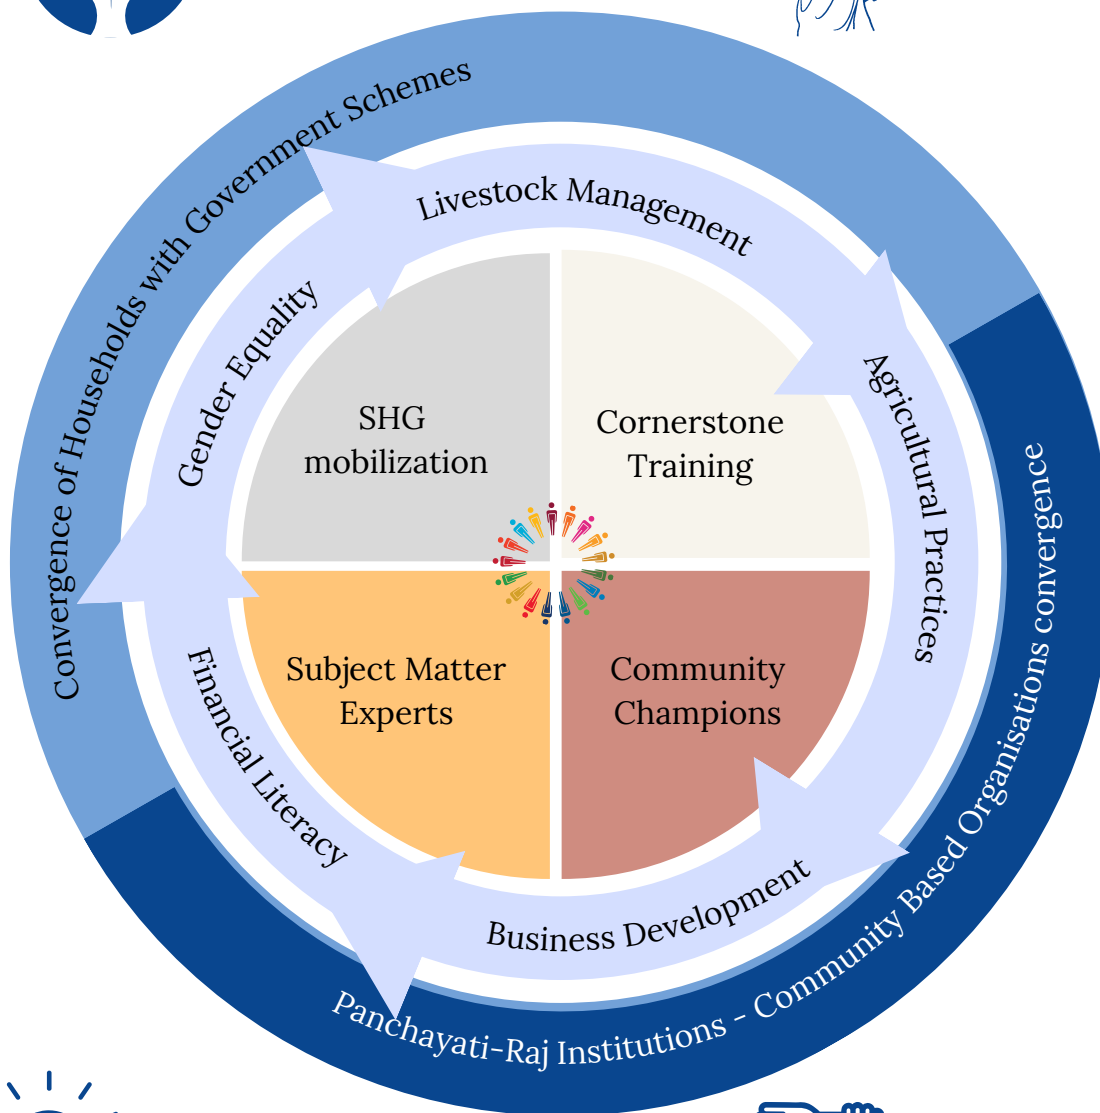 Convergence of Households with Government Schemes
Livestock Management
Gender Equality
Agricultural Practices
SHG
mobilization
Cornerstone
Training
Subject Matter
Experts
Community
Champions
Financial Literacy
Business Development
Panchayati-Raj Institutions - Community Based Organisations convergence